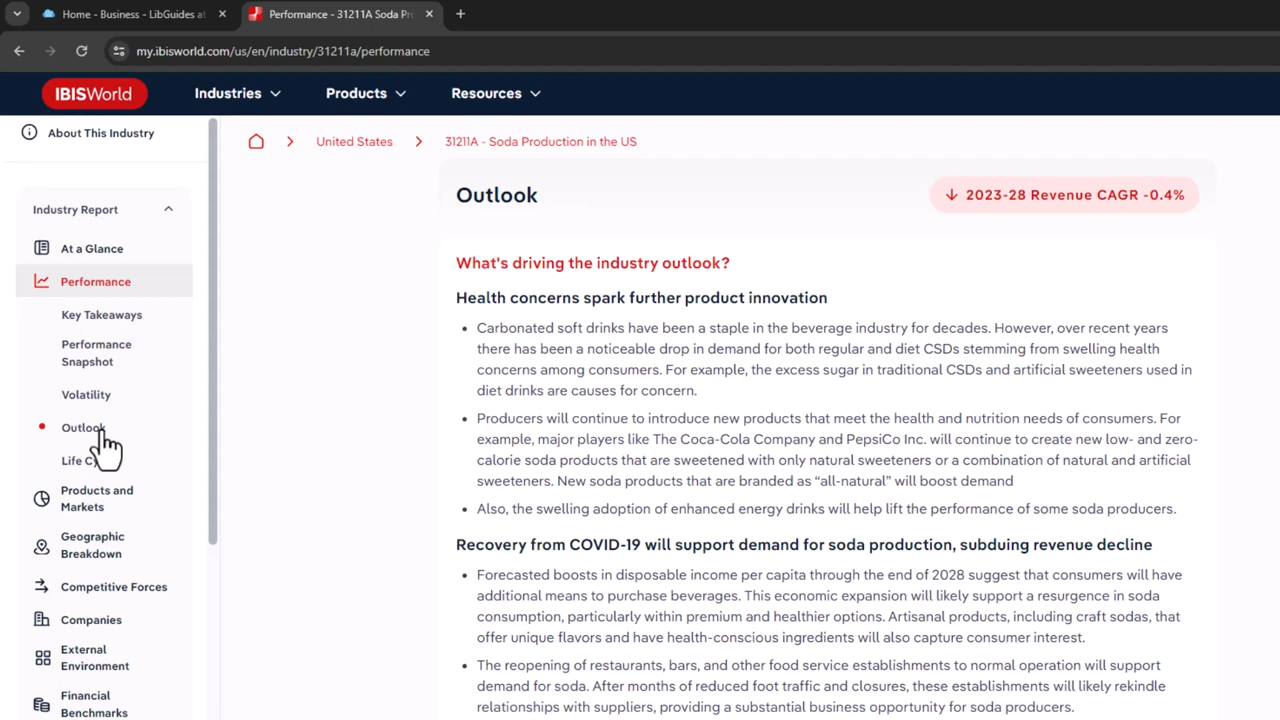 Home - Business - LibGuides at
Performance - 31211A Soda Pr
my.ibisworld.com/us/en/industry/31211a/performance
IBISWorld
Industries
Products
Resources
About This Industry
United States
31211A - Soda Production in the US
Industry Report
At a Glance
Performance
Key Takeaways
Performance
Snapshot
Volatility
Outlook
Life Cy
Products and
Markets
Geographic
Breakdown
Competitive Forces
Companies
External
Environment
Financial
Benchmarks
Outlook
2023-28 Revenue CAGR -0.4%
What's driving the industry outlook?
Health concerns spark further product innovation
• Carbonated soft drinks have been a staple in the beverage industry for decades. However, over recent years
there has been a noticeable drop in demand for both regular and diet CSDs stemming from swelling health
concerns among consumers. For example, the excess sugar in traditional CSDs and artificial sweeteners used in
diet drinks are causes for concern.
• Producers will continue to introduce new products that meet the health and nutrition needs of consumers. For
example, major players like The Coca-Cola Company and PepsiCo Inc. will continue to create new low- and zero-
calorie soda products that are sweetened with only natural sweeteners or a combination of natural and artificial
sweeteners. New soda products that are branded as “all-natural” will boost demand
• Also, the swelling adoption of enhanced energy drinks will help lift the performance of some soda producers.
Recovery from COVID-19 will support demand for soda production, subduing revenue decline
• Forecasted boosts in disposable income per capita through the end of 2028 suggest that consumers will have
additional means to purchase beverages. This economic expansion will likely support a resurgence in soda
consumption, particularly within premium and healthier options. Artisanal products, including craft sodas, that
offer unique flavors and have health-conscious ingredients will also capture consumer interest.
• The reopening of restaurants, bars, and other food service establishments to normal operation will support
demand for soda. After months of reduced foot traffic and closures, these establishments will likely rekindle
relationships with suppliers, providing a substantial business opportunity for soda producers.